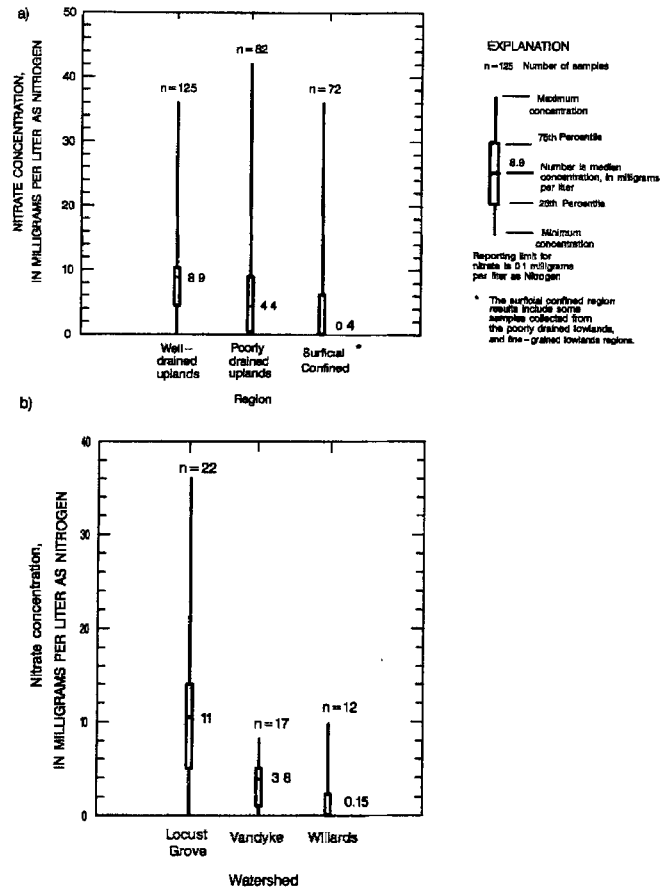 a)
NITRATE CONCENTRATION,
IN MILLIGRAMS PER LITER AS NITROGEN
50
40
30
20
10
0
n=125
n=82
n=72
8.9
4.4
0.4
Well-
drained
uplands
Poorly
drained
uplands
Surficial
Confined
*
Region
EXPLANATION
n=125 Number of samples
Maximum
concentration
75th Percentile
8.9
Number is median
concentration, in milligrams
per liter
25th Percentile
Minimum
concentration
Reporting limit for
nitrate is 0.1 milligrams
per liter as Nitrogen
* The surficial confined region
results include some
samples collected from
the poorly drained lowlands,
and fine-grained lowlands regions.
b)
Nitrate concentration,
IN MILLIGRAMS PER LITER AS NITROGEN
40
30
20
10
0
n=22
n=17
n=12
11
3.8
0.15
Locust
Grove
Vandyke
Willards
Watershed